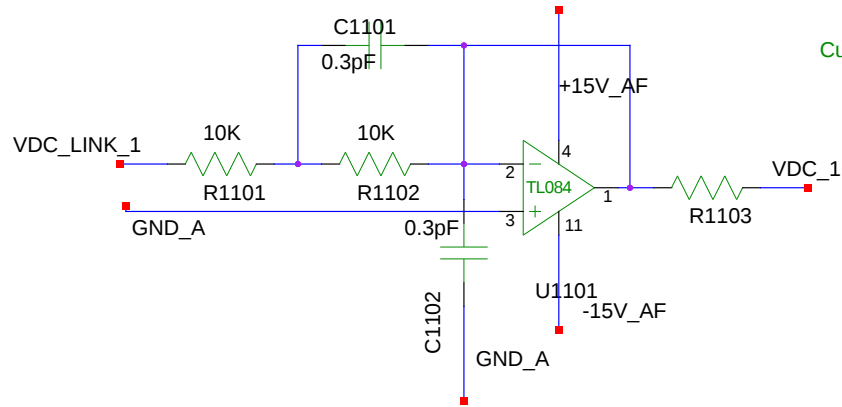 C1101
0.3pF
Cu
+15V_AF
VDC_LINK_1
10K
10K
4
2
TL084
VDC_1
R1101
R1102
1
R1103
GND_A
0.3pF
3
11
C1102
U1101
-15V_AF
GND_A